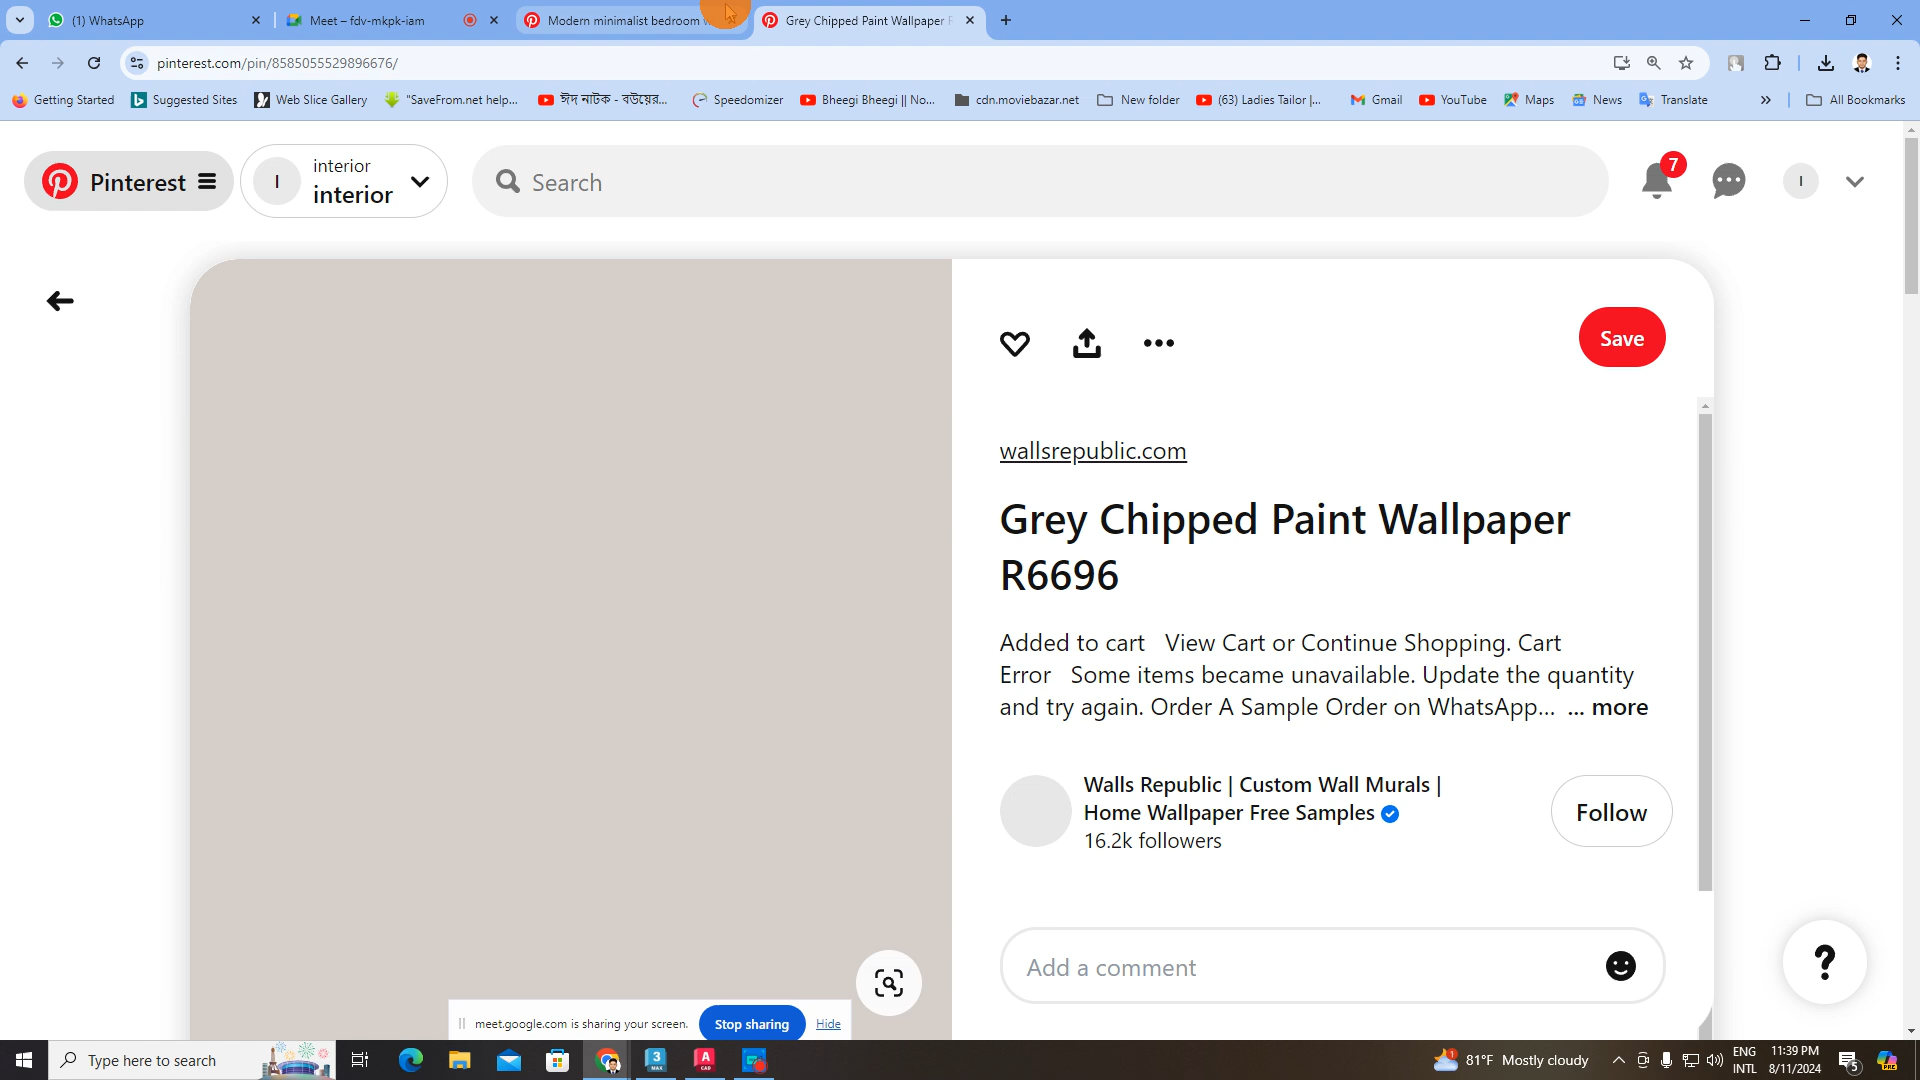 (1) WhatsApp
Meet – fdv-mkpk-iam
Modern minimalist bedroom w
Grey Chipped Paint Wallpaper
pinterest.com/pin/8585055529896676/
Getting Started
Suggested Sites
Web Slice Gallery
"SaveFrom.net help...
ঈদ নাটক - বউয়ের...
Speedomizer
Bheegi Bheegi || No...
cdn.moviebazar.net
New folder
(63) Ladies Tailor |...
Gmail
YouTube
Maps
News
Translate
»
All Bookmarks
Pinterest
I
interior
interior
Search
7
I
Save
wallsrepublic.com
Grey Chipped Paint Wallpaper
R6696
Added to cart View Cart or Continue Shopping. Cart
Error Some items became unavailable. Update the quantity
and try again. Order A Sample Order on WhatsApp... ... more
Walls Republic | Custom Wall Murals |
Home Wallpaper Free Samples
16.2k followers
Follow
Add a comment
?
meet.google.com is sharing your screen.
Stop sharing
Hide
Type here to search
3
MAX
A
CAD
1
81°F Mostly cloudy
ENG
INTL
11:39 PM
8/11/2024
5
PRE